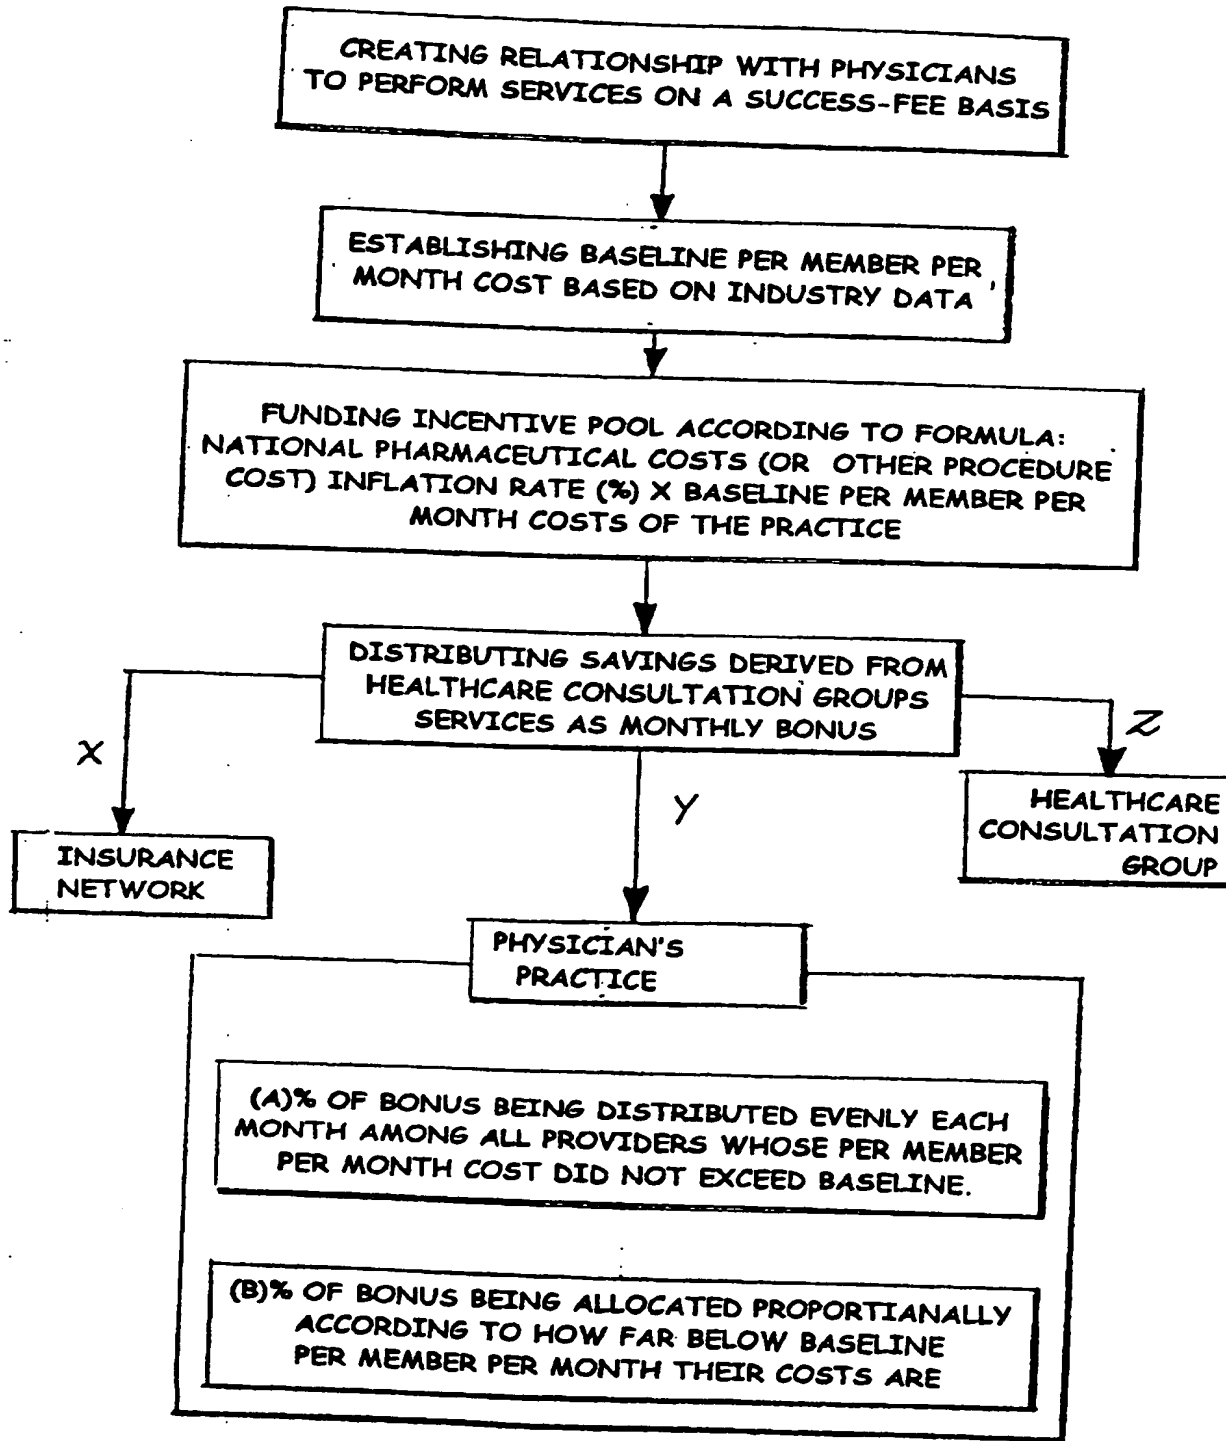 CREATING RELATIONSHIP WITH PHYSICIANS
TO PERFORM SERVICES ON A SUCCESS-FEE BASIS
ESTABLISHING BASELINE PER MEMBER PER
MONTH COST BASED ON INDUSTRY DATA
FUNDING INCENTIVE POOL ACCORDING TO FORMULA:
NATIONAL PHARMACEUTICAL COSTS (OR OTHER PROCEDURE
COST) INFLATION RATE (%) X BASELINE PER MEMBER PER
MONTH COSTS OF THE PRACTICE
DISTRIBUTING SAVINGS DERIVED FROM
HEALTHCARE CONSULTATION GROUPS
SERVICES AS MONTHLY BONUS
X
Y
Z
INSURANCE
NETWORK
HEALTHCARE
CONSULTATION
GROUP
PHYSICIAN'S
PRACTICE
(A)% OF BONUS BEING DISTRIBUTED EVENLY EACH
MONTH AMONG ALL PROVIDERS WHOSE PER MEMBER
PER MONTH COST DID NOT EXCEED BASELINE.
(B)% OF BONUS BEING ALLOCATED PROPORTIANALLY
ACCORDING TO HOW FAR BELOW BASELINE
PER MEMBER PER MONTH THEIR COSTS ARE